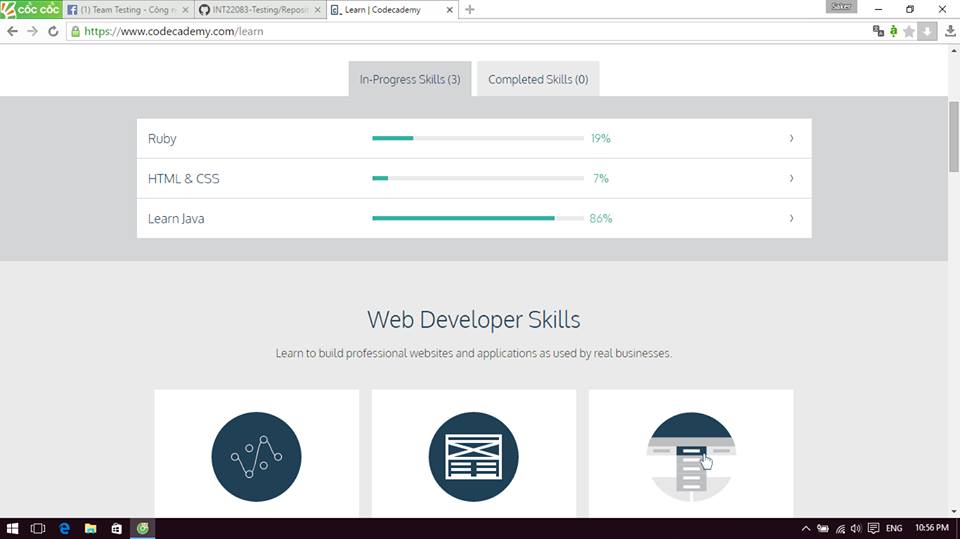 CỐC CỐC
(1) Team Testing - Công n
INT22083-Testing/Reposit
Learn | Codecademy
Saker
https://www.codecademy.com/learn
In-Progress Skills (3)
Completed Skills (0)
Ruby 19%
HTML & CSS 7%
Learn Java 86%
Web Developer Skills
Learn to build professional websites and applications as used by real businesses.
ENG
10:56 PM